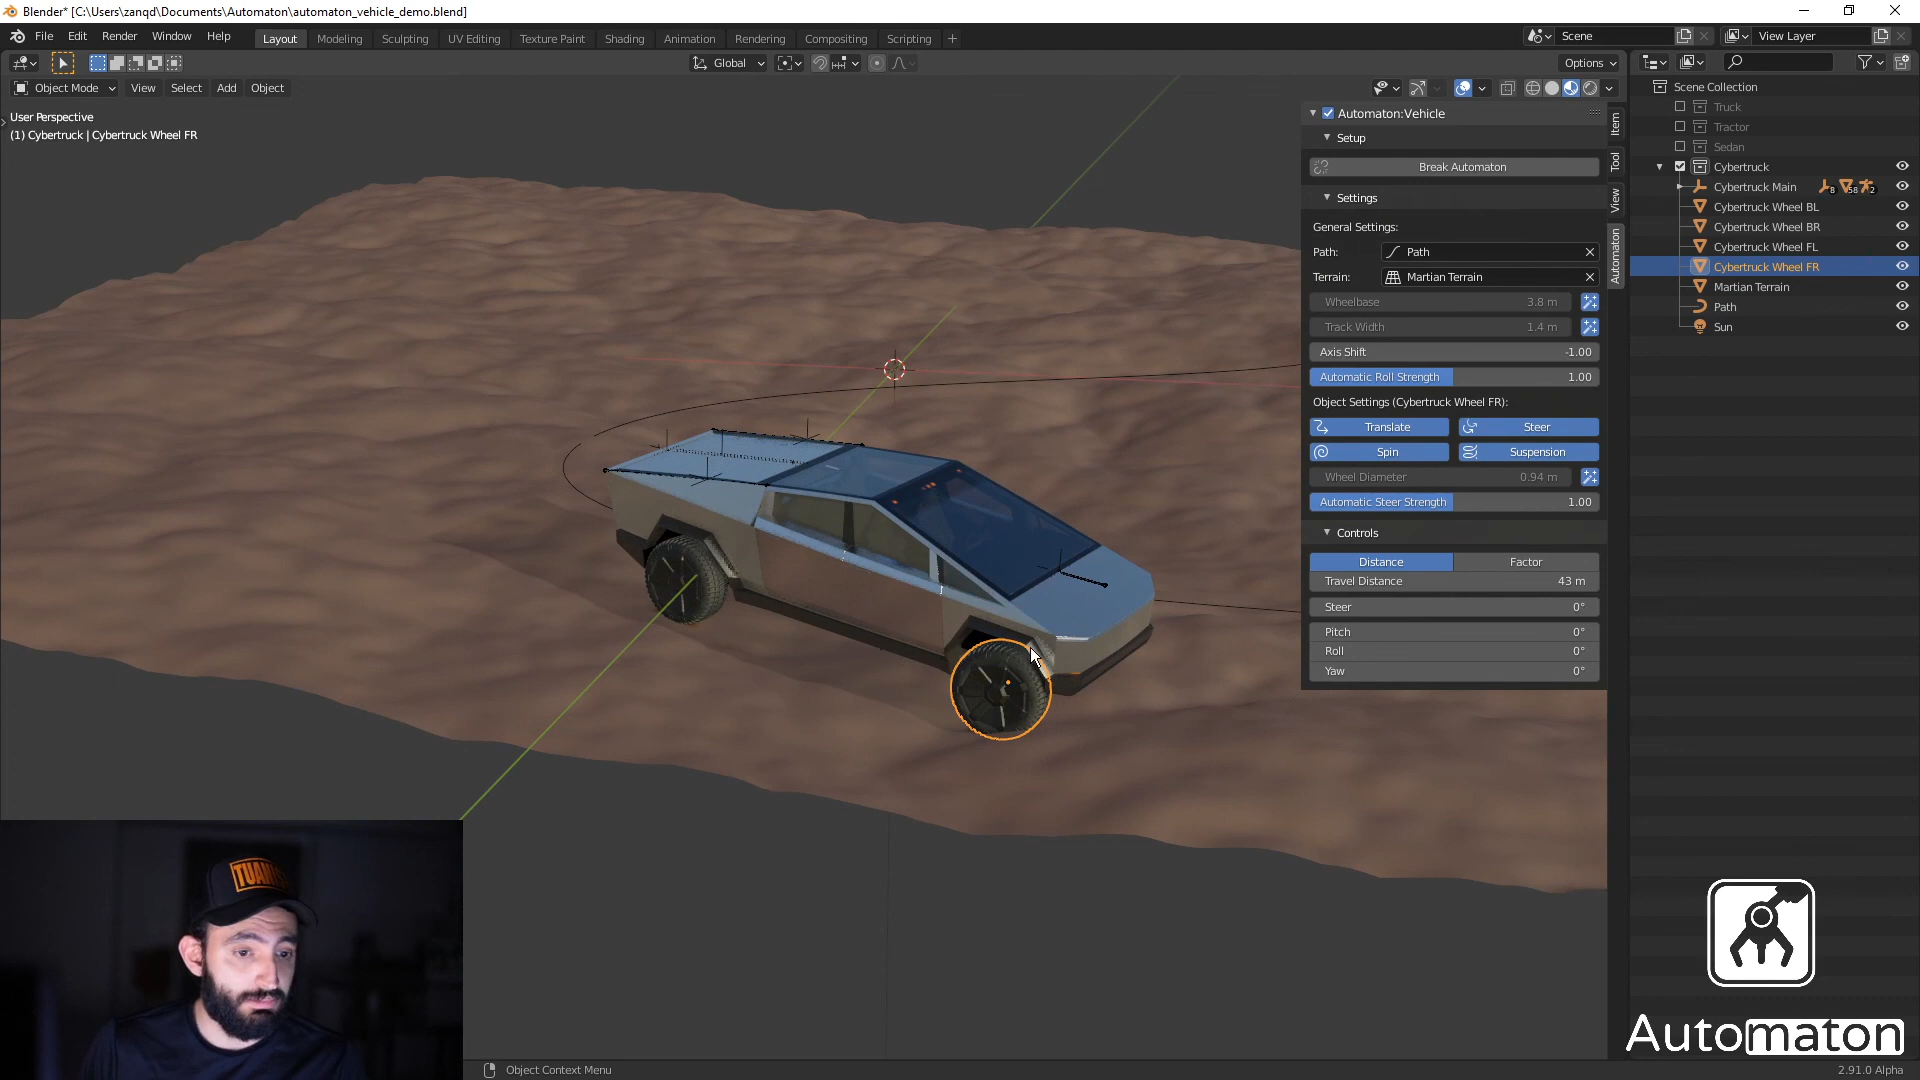 Blender* [C:\Users\zanqd\Documents\Automaton\automaton_vehicle_demo.blend]
File Edit Render Window Help
Layout Modeling Sculpting UV Editing Texture Paint Shading Animation Rendering Compositing Scripting +
Scene
View Layer
Global
Options
Object Mode View Select Add Object
User Perspective
(1) Cybertruck | Cybertruck Wheel FR
Automaton:Vehicle
Setup
Break Automaton
Settings
General Settings:
Path: Path
Terrain: Martian Terrain
Wheelbase 3.8 m
Track Width 1.4 m
Axis Shift -1.00
Automatic Roll Strength 1.00
Object Settings (Cybertruck Wheel FR):
Translate Steer
Spin Suspension
Wheel Diameter 0.94 m
Automatic Steer Strength 1.00
Controls
Distance Factor
Travel Distance 43 m
Steer 0°
Pitch 0°
Roll 0°
Yaw 0°
Item
Tool
View
Automaton
Scene Collection
Truck
Tractor
Sedan
Cybertruck
Cybertruck Main 8 58 2
Cybertruck Wheel BL
Cybertruck Wheel BR
Cybertruck Wheel FL
Cybertruck Wheel FR
Martian Terrain
Path
Sun
Automaton
Object Context Menu
2.91.0 Alpha